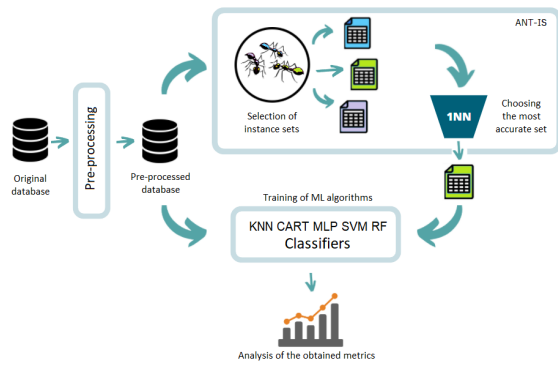 ANT-IS
Selection of
instance sets
1NN
Choosing
the most
accurate set
Original
database
Pre-processing
Pre-processed
database
Training of ML algorithms
KNN CART MLP SVM RF
Classifiers
Analysis of the obtained metrics